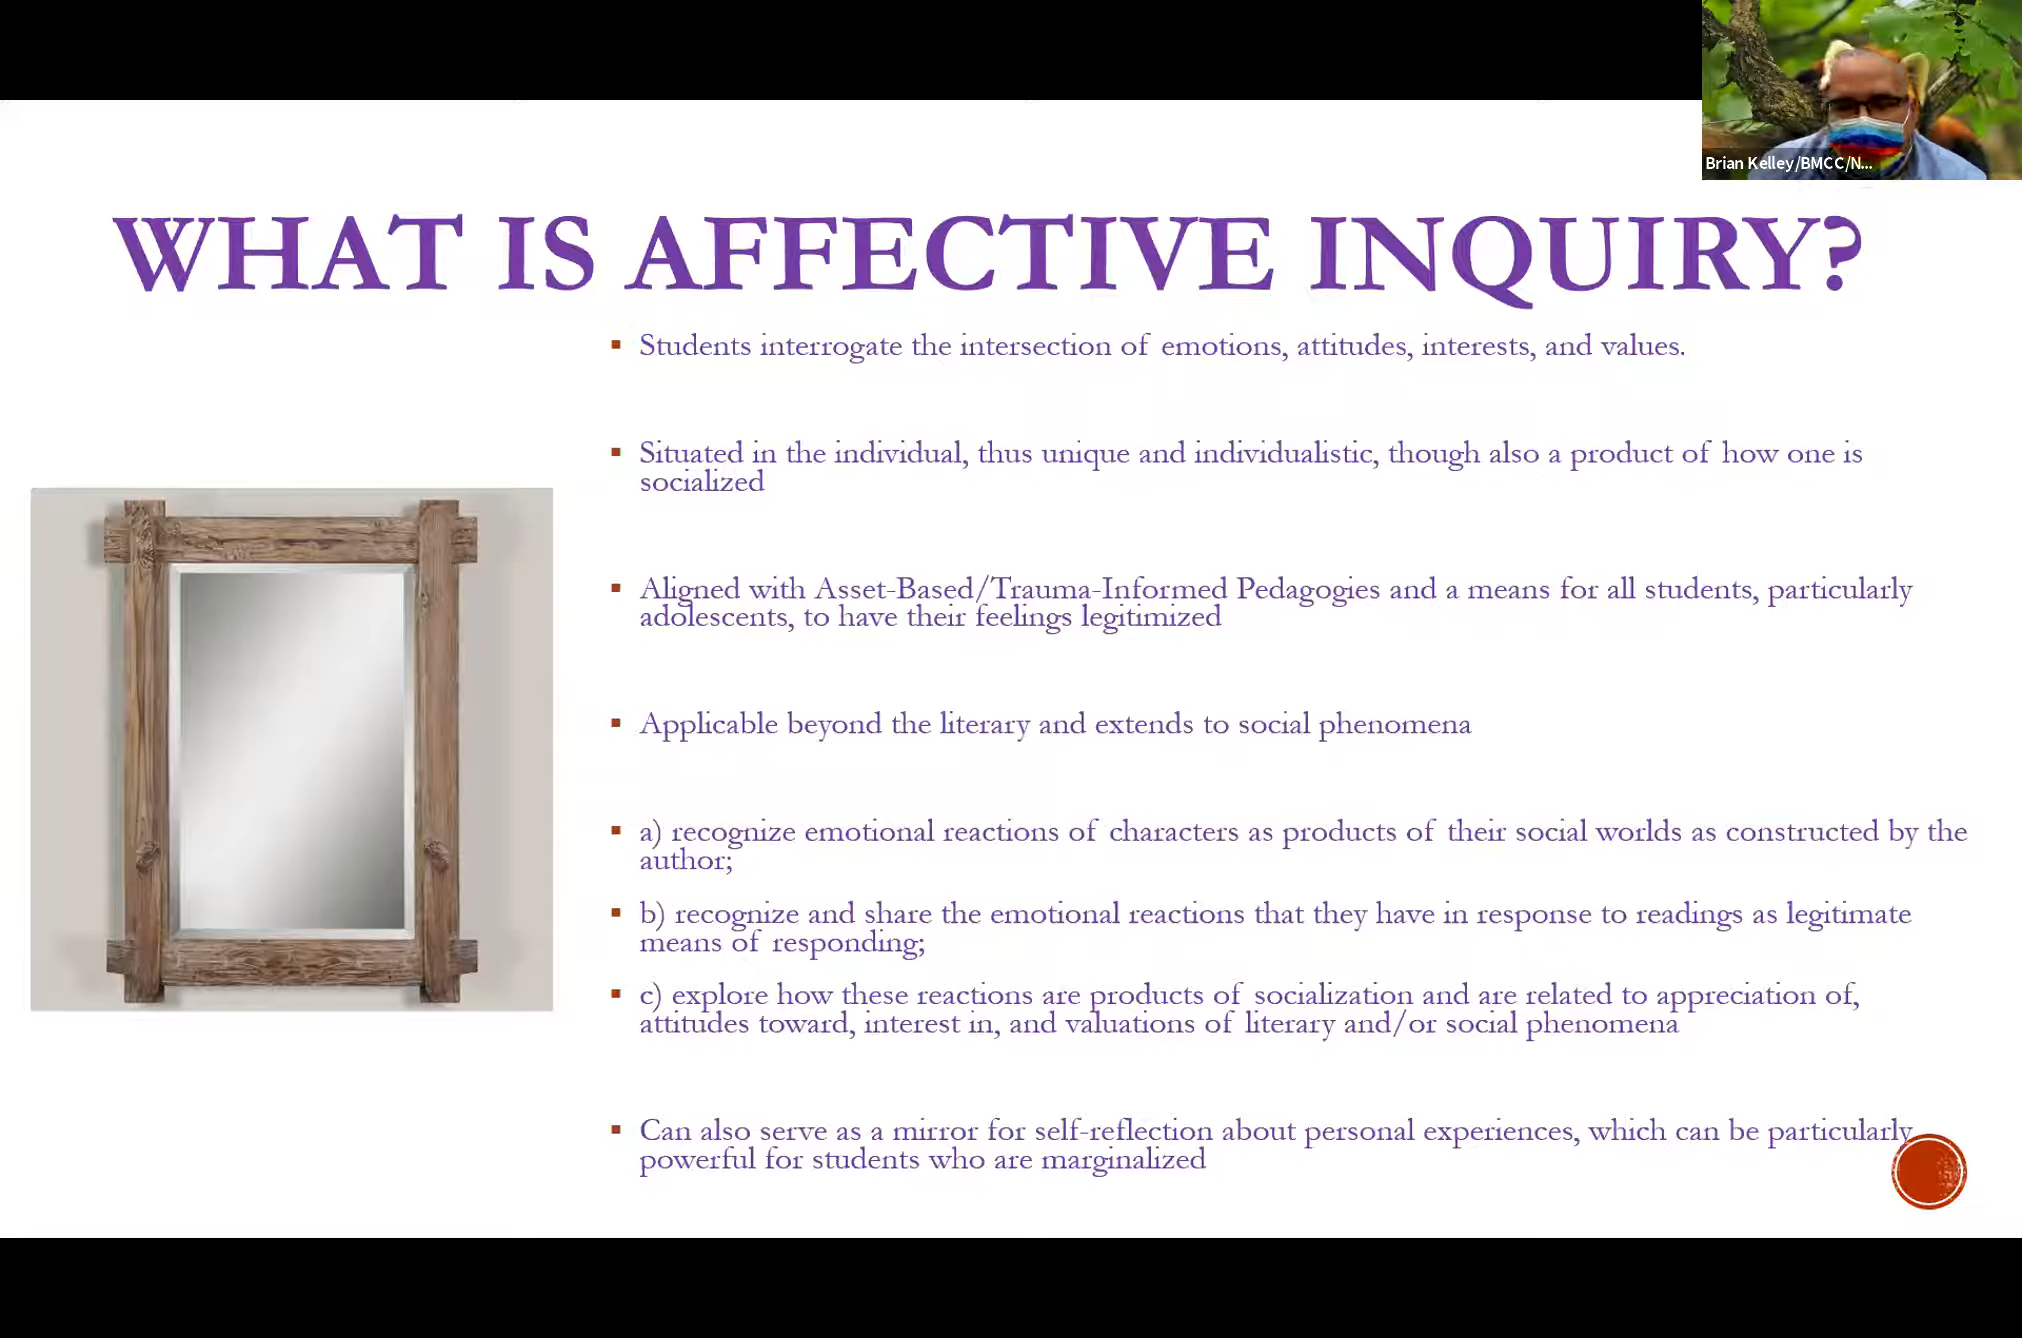 Brian Kelley/BMCC/N...
WHAT IS AFFECTIVE INQUIRY?
Students interrogate the intersection of emotions, attitudes, interests, and values.
Situated in the individual, thus unique and individualistic, though also a product of how one is
socialized
Aligned with Asset-Based/Trauma-Informed Pedagogies and a means for all students, particularly
adolescents, to have their feelings legitimized
Applicable beyond the literary and extends to social phenomena
a) recognize emotional reactions of characters as products of their social worlds as constructed by the
author;
b) recognize and share the emotional reactions that they have in response to readings as legitimate
means of responding;
c) explore how these reactions are products of socialization and are related to appreciation of,
attitudes toward, interest in, and valuations of literary and/or social phenomena
Can also serve as a mirror for self-reflection about personal experiences, which can be particularly
powerful for students who are marginalized